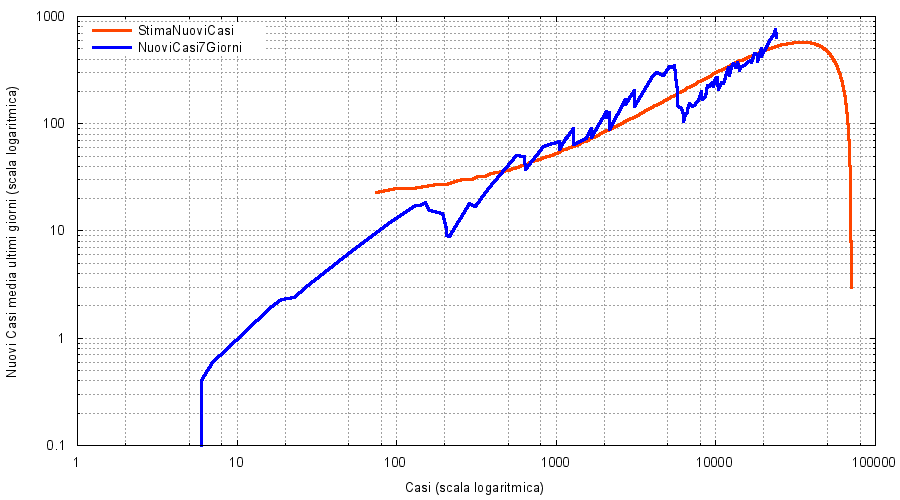 StimaNuoviCasi
NuoviCasi7Giorni
1000
100
10
1
0.1
Nuovi Casi media ultimi giorni (scala logaritmica)
1 10 100 1000 10000 100000
Casi (scala logaritmica)